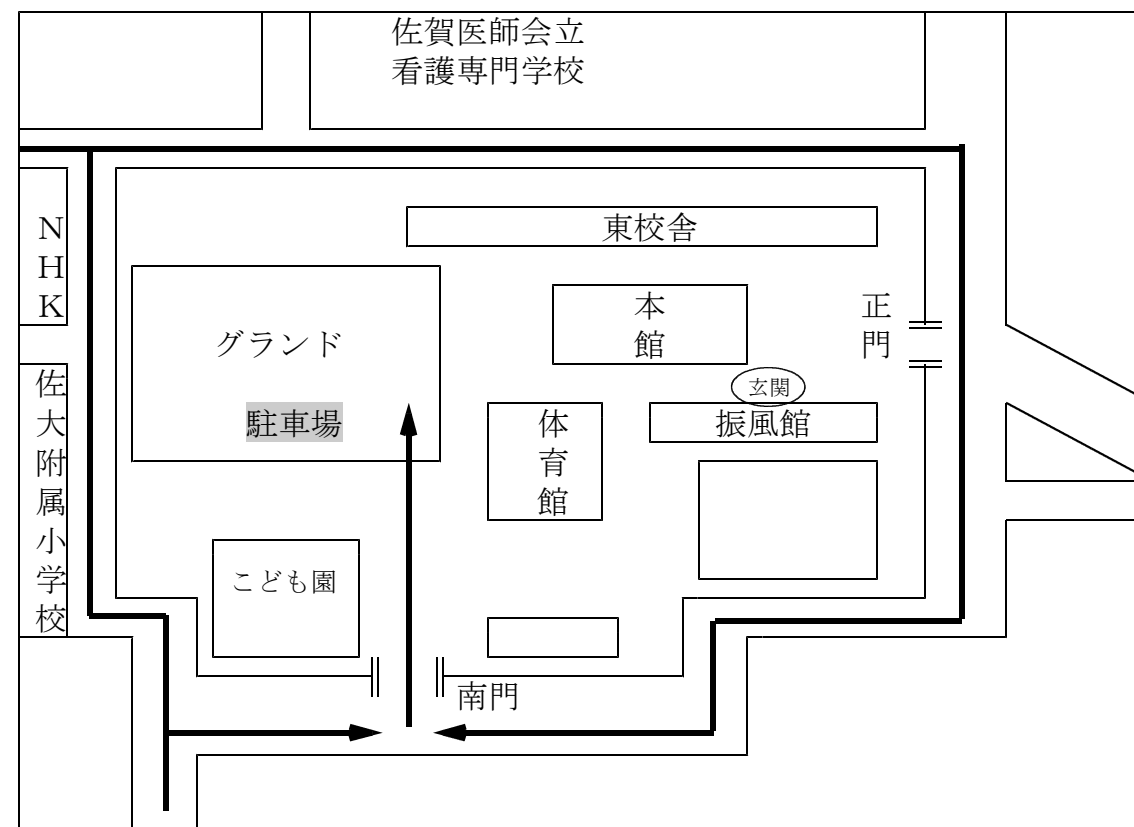 佐賀医師会立
看護専門学校
NHK
東校舎
本館
正門
グランド
玄関
佐大附属小学校
駐車場
体育館
振風館
こども園
南門